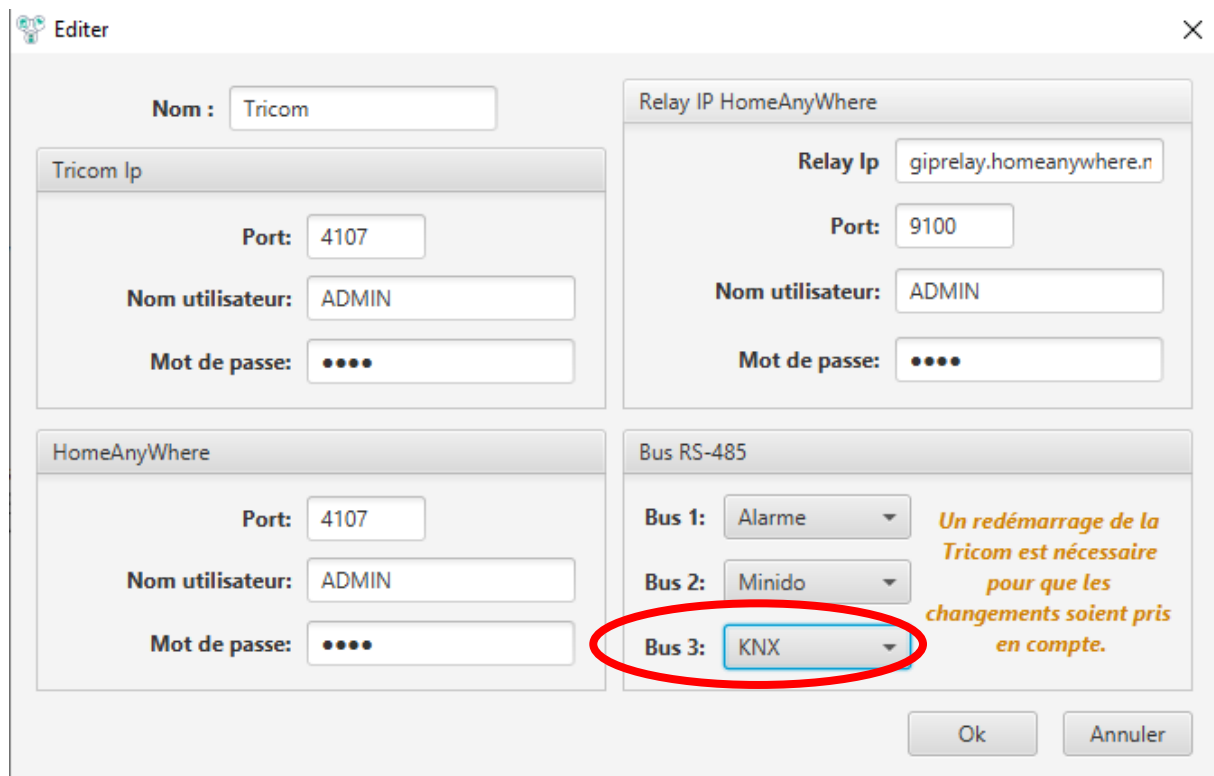 Editer
Nom : Tricom
Tricom Ip
Port: 4107
Nom utilisateur: ADMIN
Mot de passe: ••••
Relay IP HomeAnyWhere
Relay Ip giprelay.homeanywhere.n
Port: 9100
Nom utilisateur: ADMIN
Mot de passe: ••••
HomeAnyWhere
Port: 4107
Nom utilisateur: ADMIN
Mot de passe: ••••
Bus RS-485
Bus 1: Alarme
Bus 2: Minido
Bus 3: KNX
Un redémarrage de la
Tricom est nécessaire
pour que les
changements soient pris
en compte.
Ok Annuler